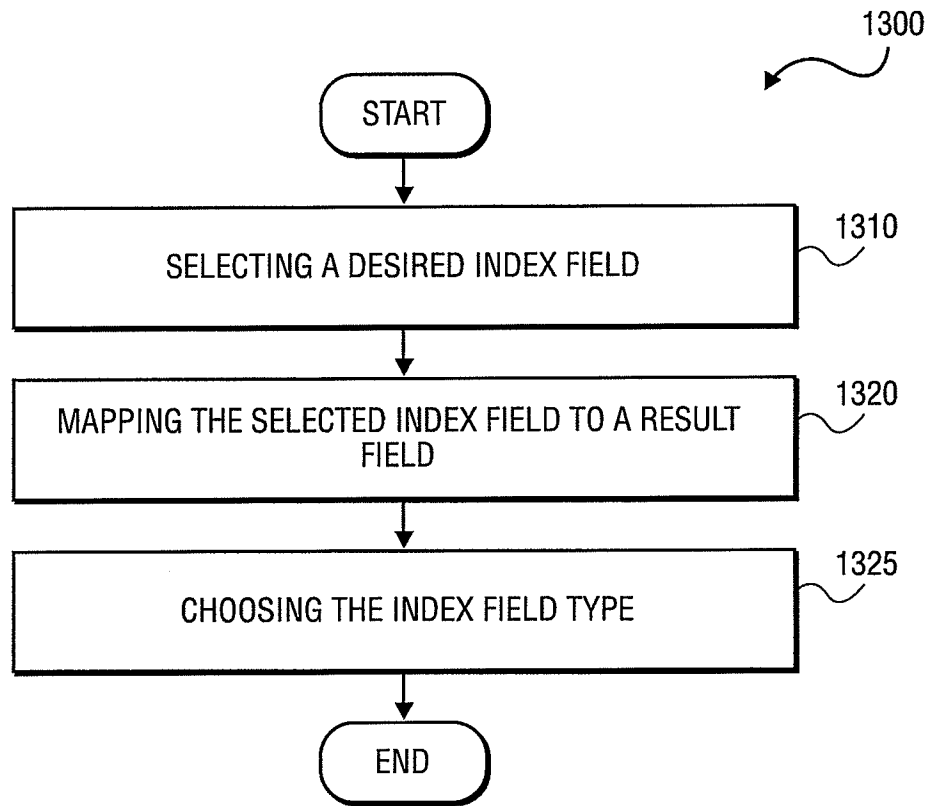 1300
START
SELECTING A DESIRED INDEX FIELD
1310
MAPPING THE SELECTED INDEX FIELD TO A RESULT
FIELD
1320
CHOOSING THE INDEX FIELD TYPE
1325
END